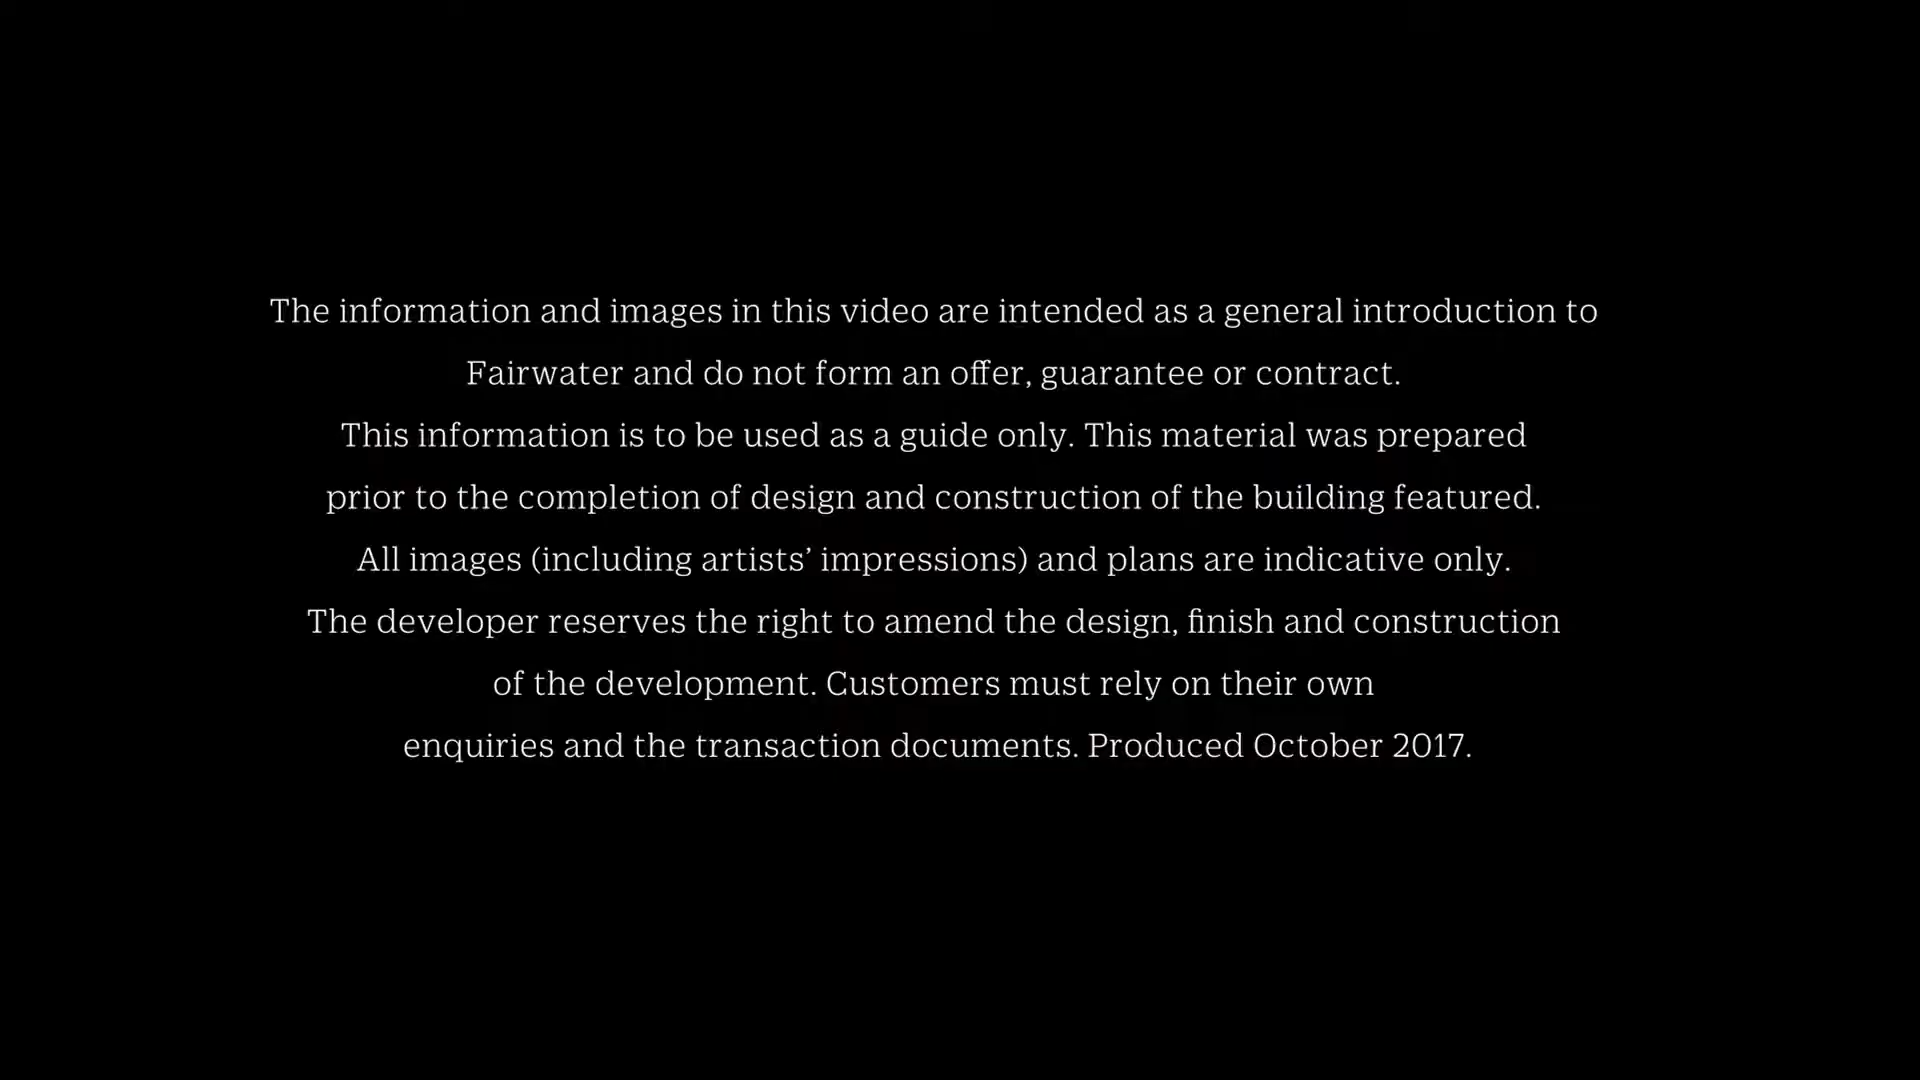 The information and images in this video are intended as a general introduction to
Fairwater and do not form an offer, guarantee or contract.
This information is to be used as a guide only. This material was prepared
prior to the completion of design and construction of the building featured.
All images (including artists’ impressions) and plans are indicative only.
The developer reserves the right to amend the design, finish and construction
of the development. Customers must rely on their own
enquiries and the transaction documents. Produced October 2017.